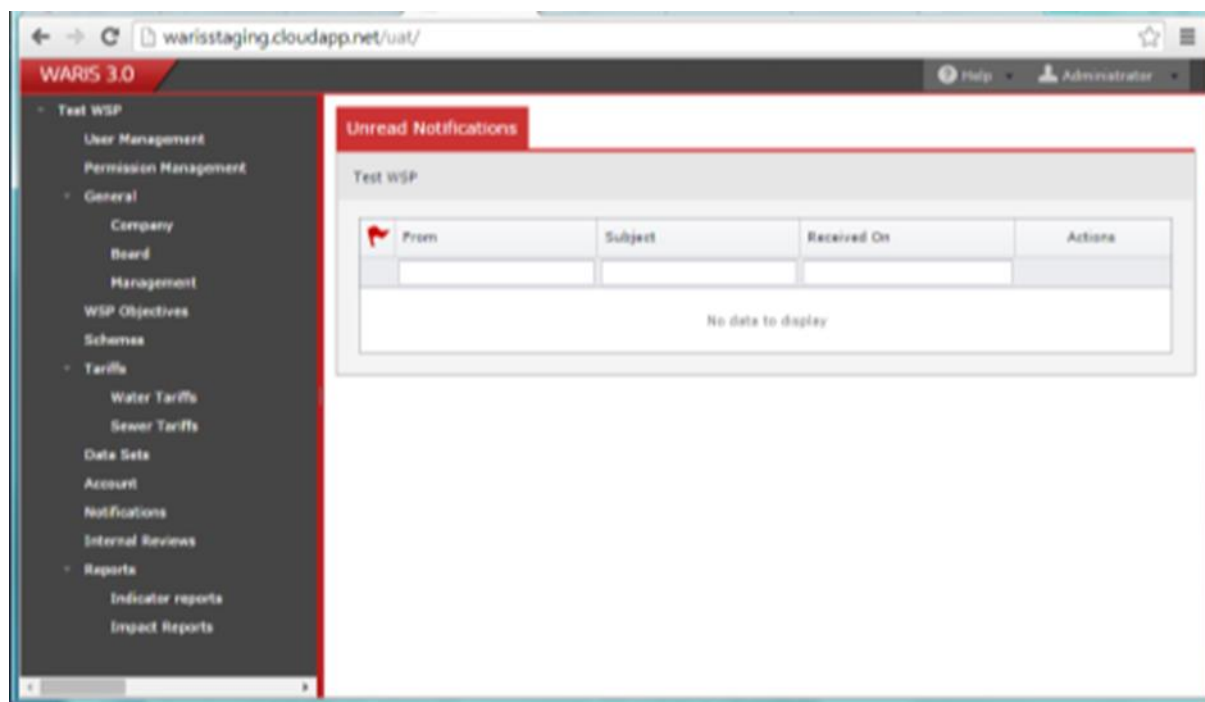 warisstaging.cloudapp.net/uat/
WARIS 3.0
Help
Administrator
Test WSP
User Management
Permission Management
General
Company
Board
Management
WSP Objectives
Schemes
Tariffs
Water Tariffs
Sewer Tariffs
Data Sets
Account
Notifications
Internal Reviews
Reports
Indicator reports
Impact Reports
Unread Notifications
Test WSP
From Subject Received On Actions
No data to display